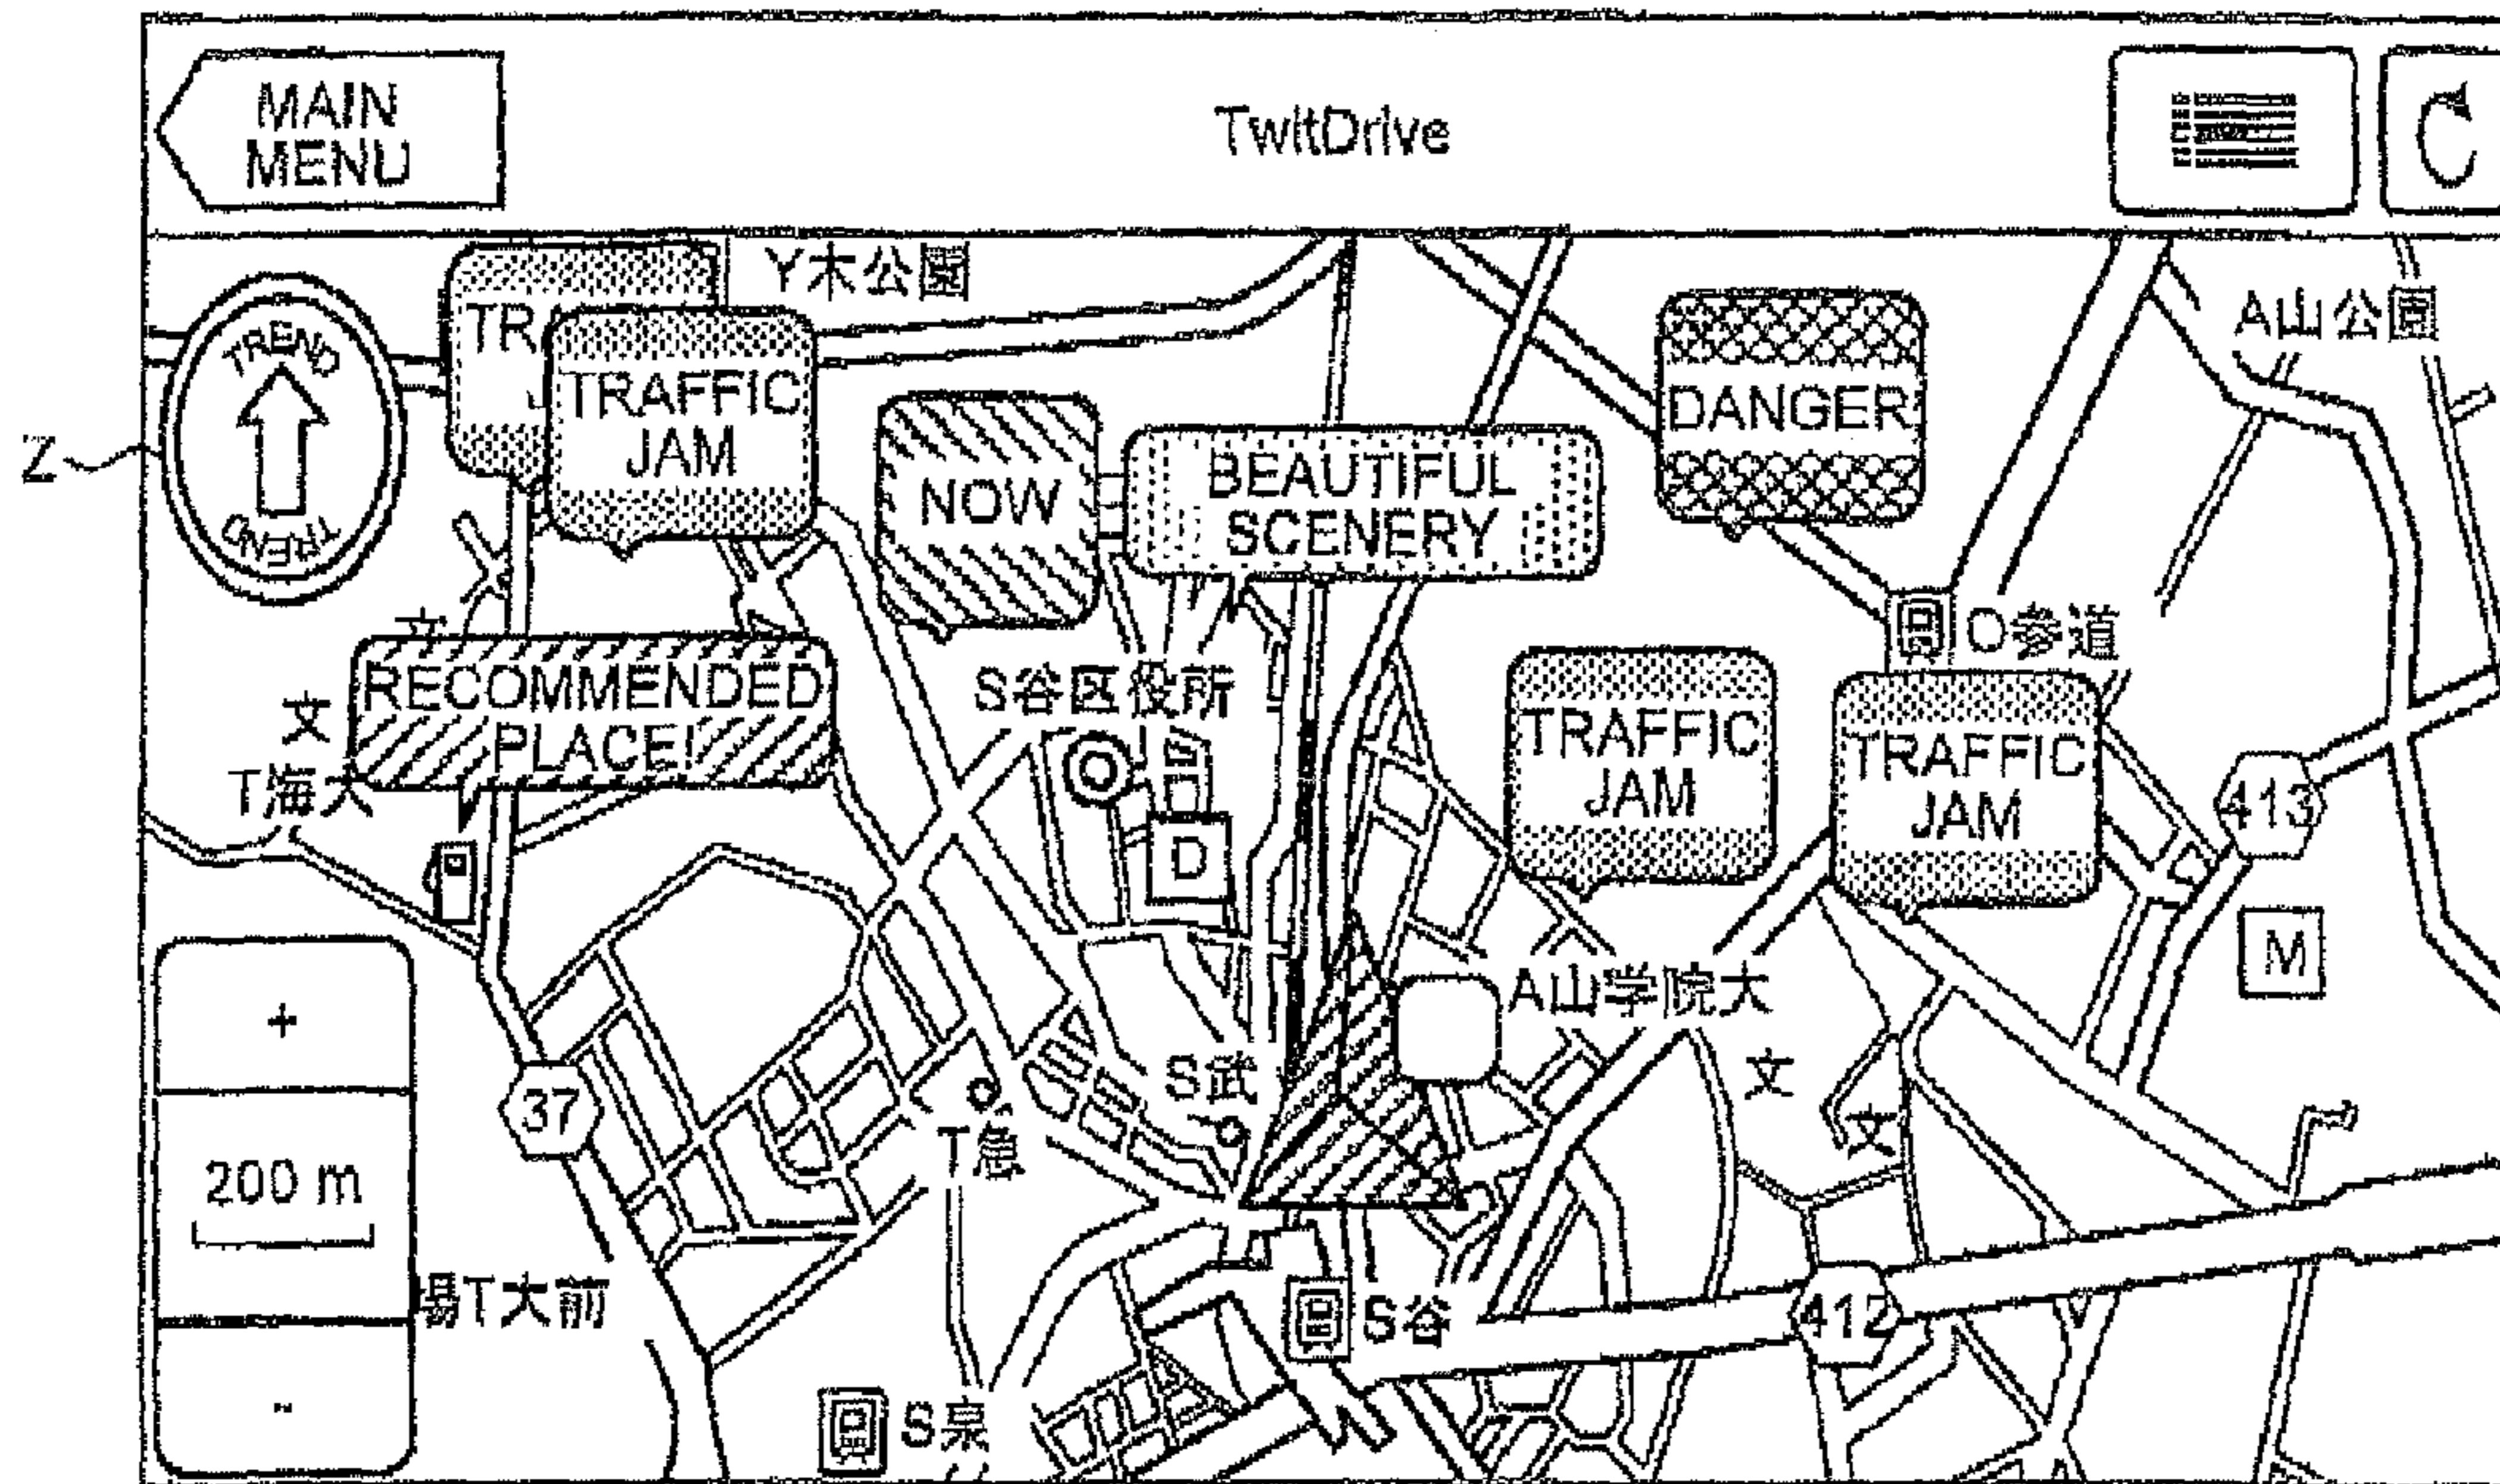 MAIN
MENU
TwitDrive
Y木公園
A山公園
TREND
TREND
Z
TRAFFIC
JAM
NOW
BEAUTIFUL
SCENERY
DANGER
O参道
文
RECOMMENDED
PLACE!
文
T海大
S谷区役所
TRAFFIC
JAM
TRAFFIC
JAM
413
D
M
+
A山学院大
S武
文
文
37
T急
200 m
場T大前
S谷
412
-
S泉